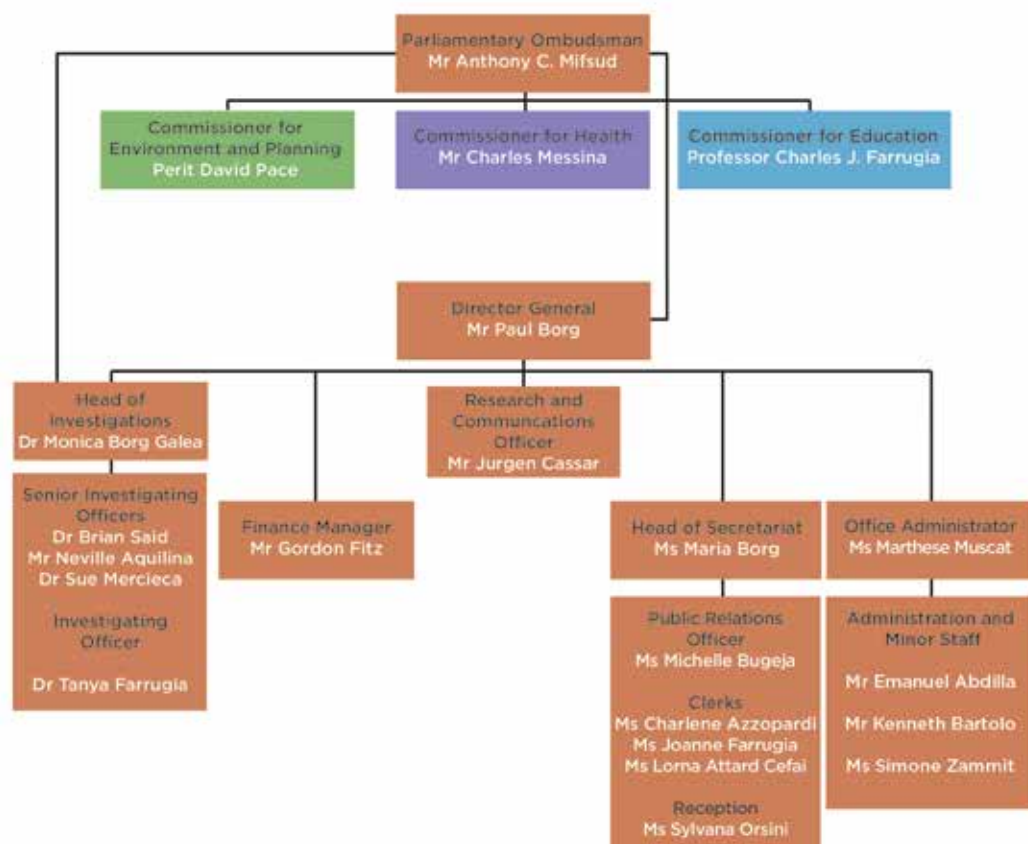 Parliamentary Ombudsman
Mr Anthony C. Mifsud
Commissioner for
Environment and Planning
Perit David Pace
Commissioner for Health
Mr Charles Messina
Commissioner for Education
Professor Charles J. Farrugia
Director General
Mr Paul Borg
Head of
Investigations
Dr Monica Borg Galea
Research and
Communcations
Officer
Mr Jurgen Cassar
Senior Investigating
Officers
Dr Brian Said
Mr Neville Aquilina
Dr Sue Mercieca
Investigating
Officer
Dr Tanya Farrugia
Finance Manager
Mr Gordon Fitz
Head of Secretariat
Ms Maria Borg
Office Administrator
Ms Marthese Muscat
Public Relations
Officer
Ms Michelle Bugeja
Clerks
Ms Charlene Azzopardi
Ms Joanne Farrugia
Ms Lorna Attard Cefai
Reception
Ms Sylvana Orsini
Administration and
Minor Staff
Mr Emanuel Abdilla
Mr Kenneth Bartolo
Ms Simone Zammit